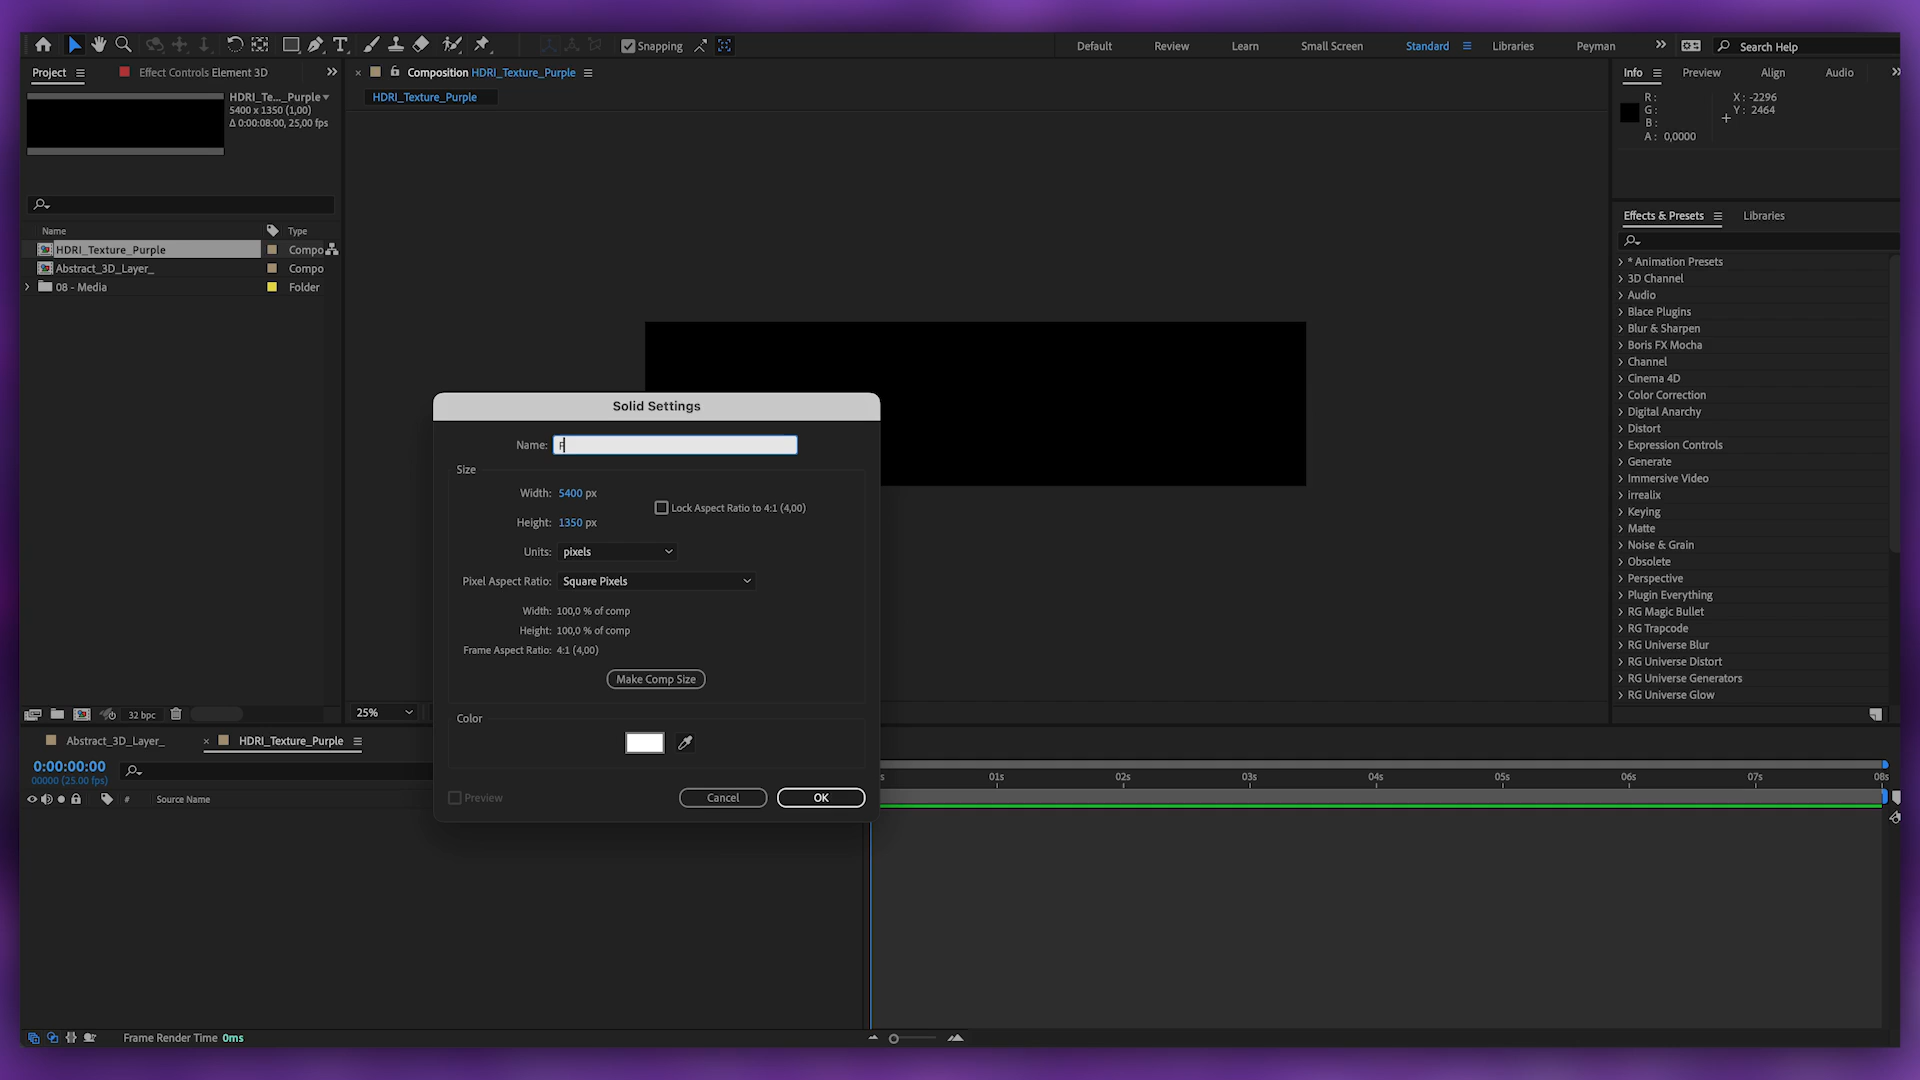 Snapping
Default
Review
Learn
Small Screen
Standard
Libraries
Peyman
Search Help
Project
Effect Controls Element 3D
HDRI_Te..._Purple
5400 x 1350 (1,00)
Δ 0:00:08:00, 25,00 fps
Name
Type
HDRI_Texture_Purple
Compo
Abstract_3D_Layer_
Compo
08 - Media
Folder
32 bpc
Composition HDRI_Texture_Purple
HDRI_Texture_Purple
25%
Solid Settings
Name:
Size
Width: 5400 px
Lock Aspect Ratio to 4:1 (4,00)
Height: 1350 px
Units: pixels
Pixel Aspect Ratio: Square Pixels
Width: 100,0 % of comp
Height: 100,0 % of comp
Frame Aspect Ratio: 4:1 (4,00)
Make Comp Size
Color
Preview
Cancel
OK
Info
Preview
Align
Audio
R :
G :
B :
A : 0,0000
X : -2296
Y : 2464
Effects & Presets
Libraries
* Animation Presets
3D Channel
Audio
Blace Plugins
Blur & Sharpen
Boris FX Mocha
Channel
Cinema 4D
Color Correction
Digital Anarchy
Distort
Expression Controls
Generate
Immersive Video
irrealix
Keying
Matte
Noise & Grain
Obsolete
Perspective
Plugin Everything
RG Magic Bullet
RG Trapcode
RG Universe Blur
RG Universe Distort
RG Universe Generators
RG Universe Glow
Abstract_3D_Layer_
HDRI_Texture_Purple
0:00:00:00
00000 (25.00 fps)
#
Source Name
s
01s
02s
03s
04s
05s
06s
07s
08s
Frame Render Time 0ms